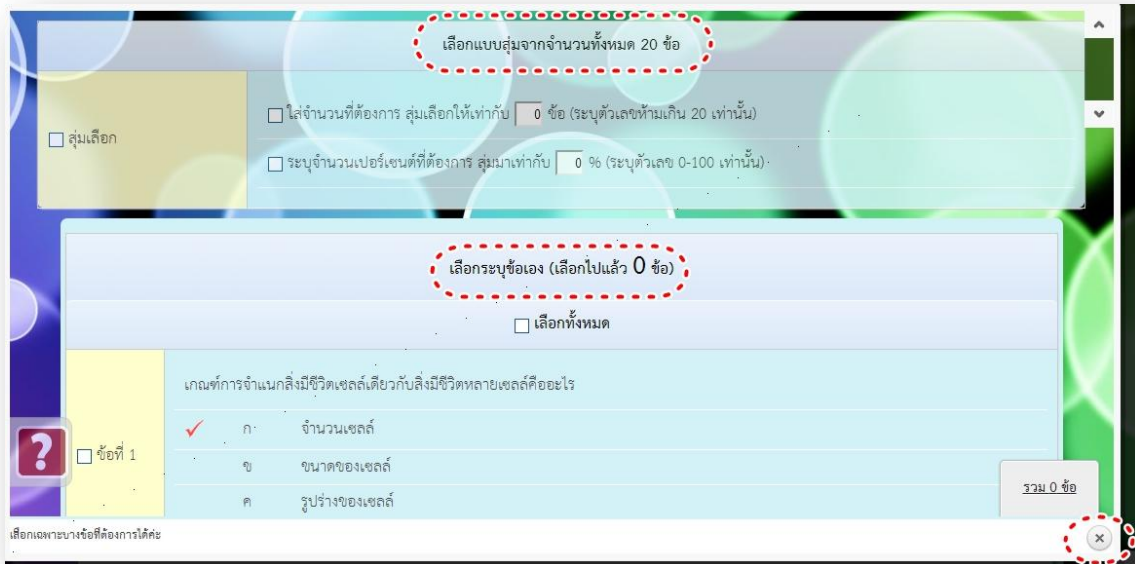 เลือกแบบสุ่มจากจำนวนทั้งหมด 20 ข้อ
สุ่มเลือก
ใส่จำนวนที่ต้องการ สุ่มเลือกให้เท่ากับ 0 ข้อ (ระบุตัวเลขห้ามเกิน 20 เท่านั้น)
ระบุจำนวนเปอร์เซนต์ที่ต้องการ สุ่มมาเท่ากับ 0 % (ระบุตัวเลข 0-100 เท่านั้น)
เลือกระบุข้อเอง (เลือกไปแล้ว 0 ข้อ)
เลือกทั้งหมด
เกณฑ์การจำแนกสิ่งมีชีวิตเซลล์เดียวกับสิ่งมีชีวิตหลายเซลล์คืออะไร
ข้อที่ 1
ก จำนวนเซลล์
ข ขนาดของเซลล์
ค รูปร่างของเซลล์
รวม 0 ข้อ
เลือกเฉพาะบางข้อที่ต้องการได้ค่ะ